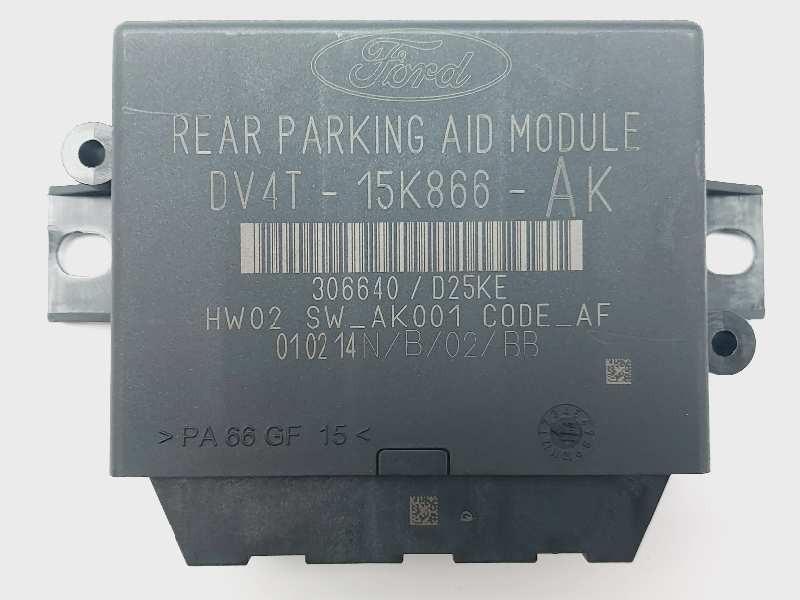 Ford
REAR PARKING AID MODULE
DV4T - 15K866 - AK
306640 / D25KE
HW02 SW_AK001 CODE_AF
010214N/B/02/BB
> PA 66 GF 15 <